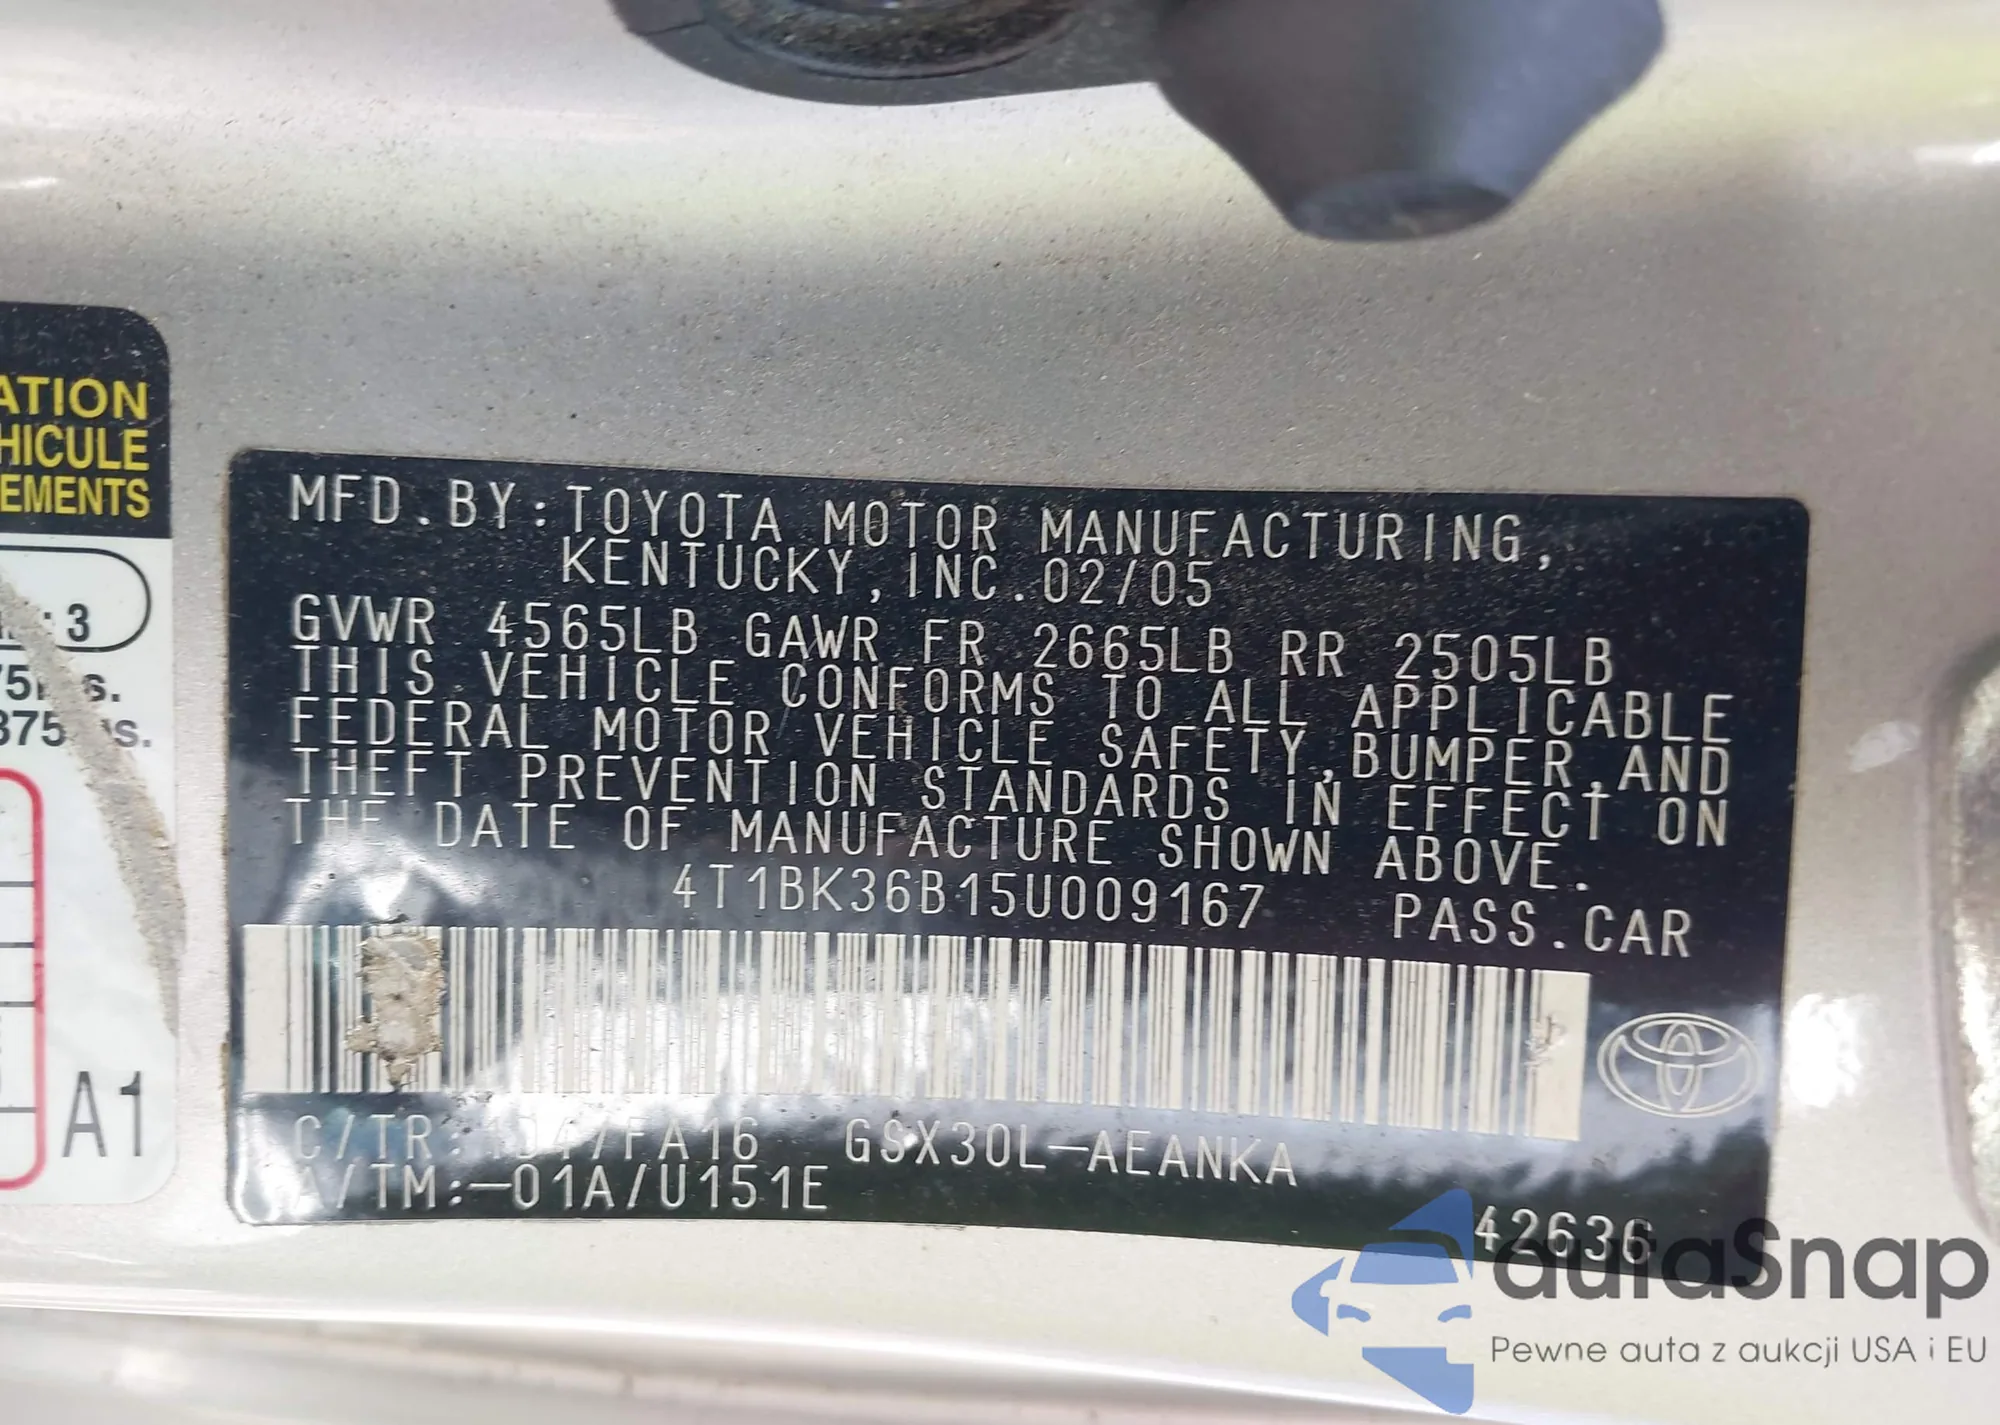 ATION
HICULE
EMENTS
: 3
A1
MFD.BY:TOYOTA MOTOR MANUFACTURING,
KENTUCKY,INC.02/05
GVWR 4565LB GAWR FR 2665LB RR 2505LB
THIS VEHICLE CONFORMS TO ALL APPLICABLE
FEDERAL MOTOR VEHICLE SAFETY,BUMPER,AND
THEFT PREVENTION STANDARDS IN EFFECT ON
THE DATE OF MANUFACTURE SHOWN ABOVE.
4T1BK36B15U009167 PASS.CAR
C/TR: GSX30L-AEANKA
A/TM:-01A/U151E
42636
autaSnap
Pewne auta z aukcji USA i EU